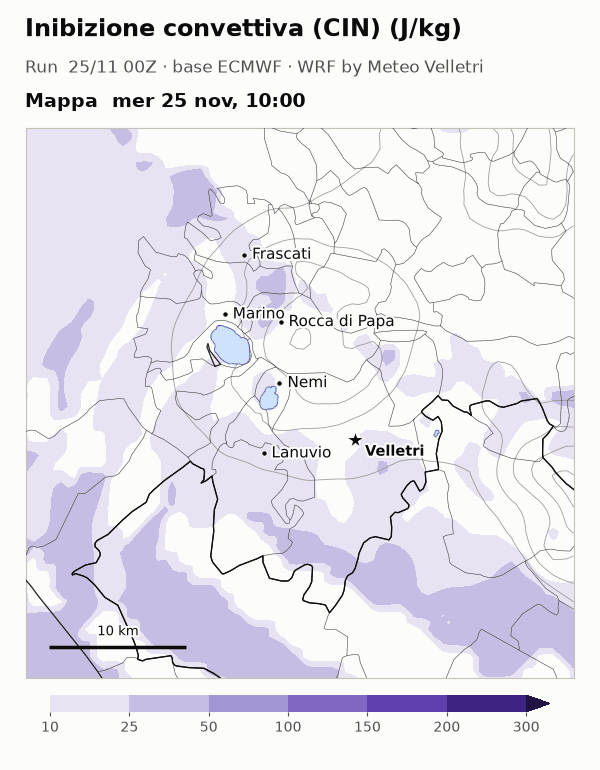 Inibizione convettiva (CIN) (J/kg)
Run  25/11 00Z · base ECMWF · WRF by Meteo Velletri
Mappa  mer 25 nov, 10:00
Frascati
Marino
Rocca di Papa
Nemi
Velletri
Lanuvio
10 km
10 25 50 100 150 200 300